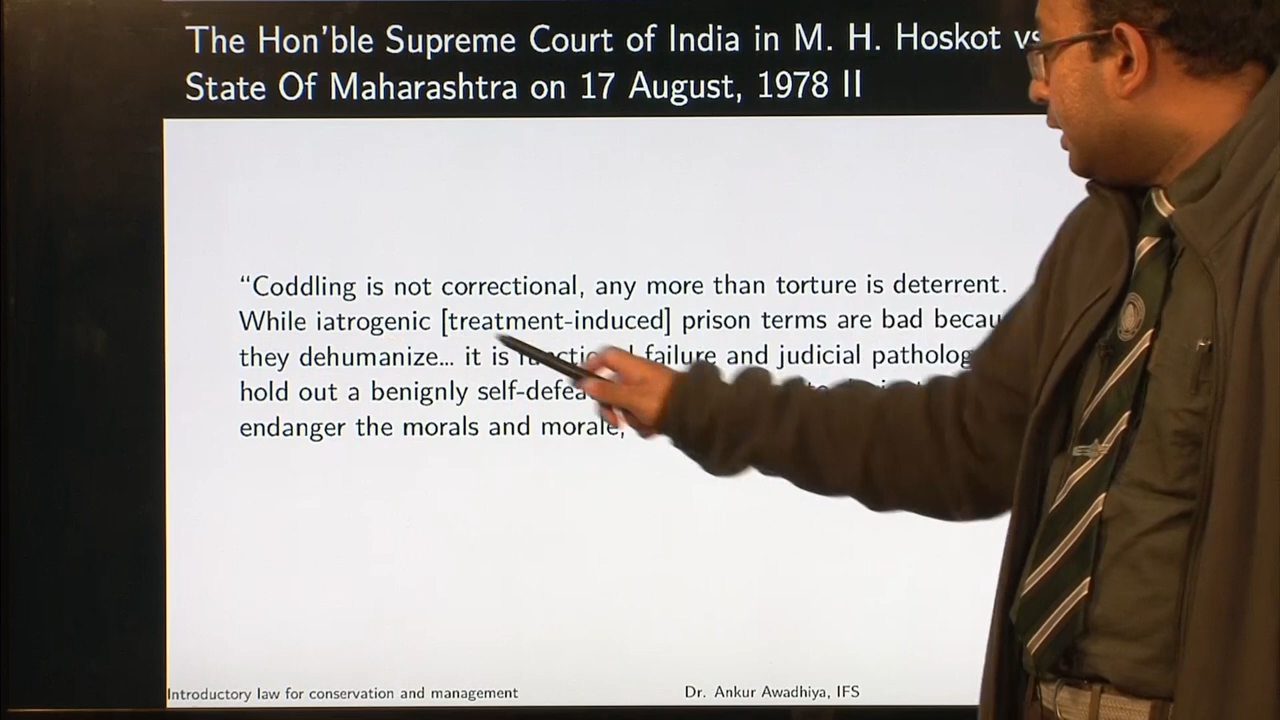 The Hon'ble Supreme Court of India in M. H. Hoskot vs
State Of Maharashtra on 17 August, 1978 II
“Coddling is not correctional, any more than torture is deterrent.
While iatrogenic [treatment-induced] prison terms are bad
they dehumanize... it is failure and judicial
hold out a benignly
endanger the morals and morale,
Introductory law for conservation and management
Dr. Ankur Awadhiya, IFS